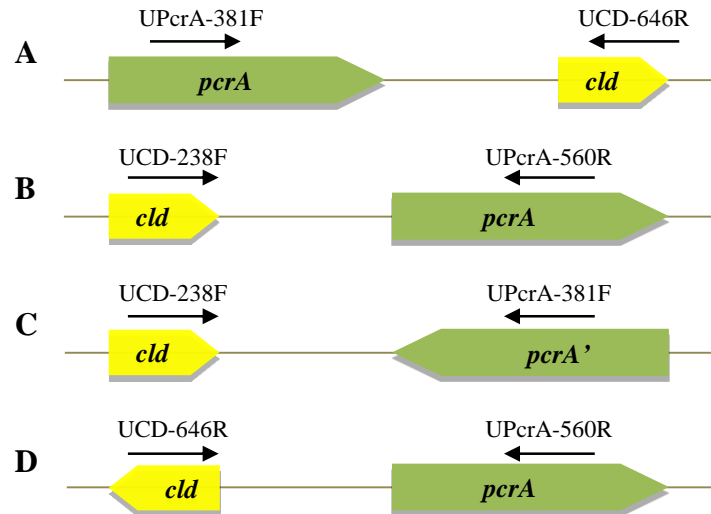 UPcrA-381F UCD-646R
A pcrA cld
UCD-238F UPcrA-560R
B cld pcrA
UCD-238F UPcrA-381F
C cld pcrA’
UCD-646R UPcrA-560R
D cld pcrA